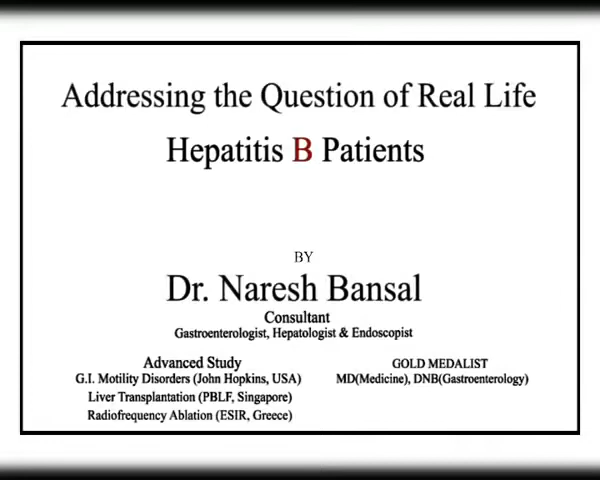 Addressing the Question of Real Life
Hepatitis B Patients
BY
Dr. Naresh Bansal
Consultant
Gastroenterologist, Hepatologist & Endoscopist
Advanced Study
G.I. Motility Disorders (John Hopkins, USA)
Liver Transplantation (PBLF, Singapore)
Radiofrequency Ablation (ESIR, Greece)
GOLD MEDALIST
MD(Medicine), DNB(Gastroenterology)